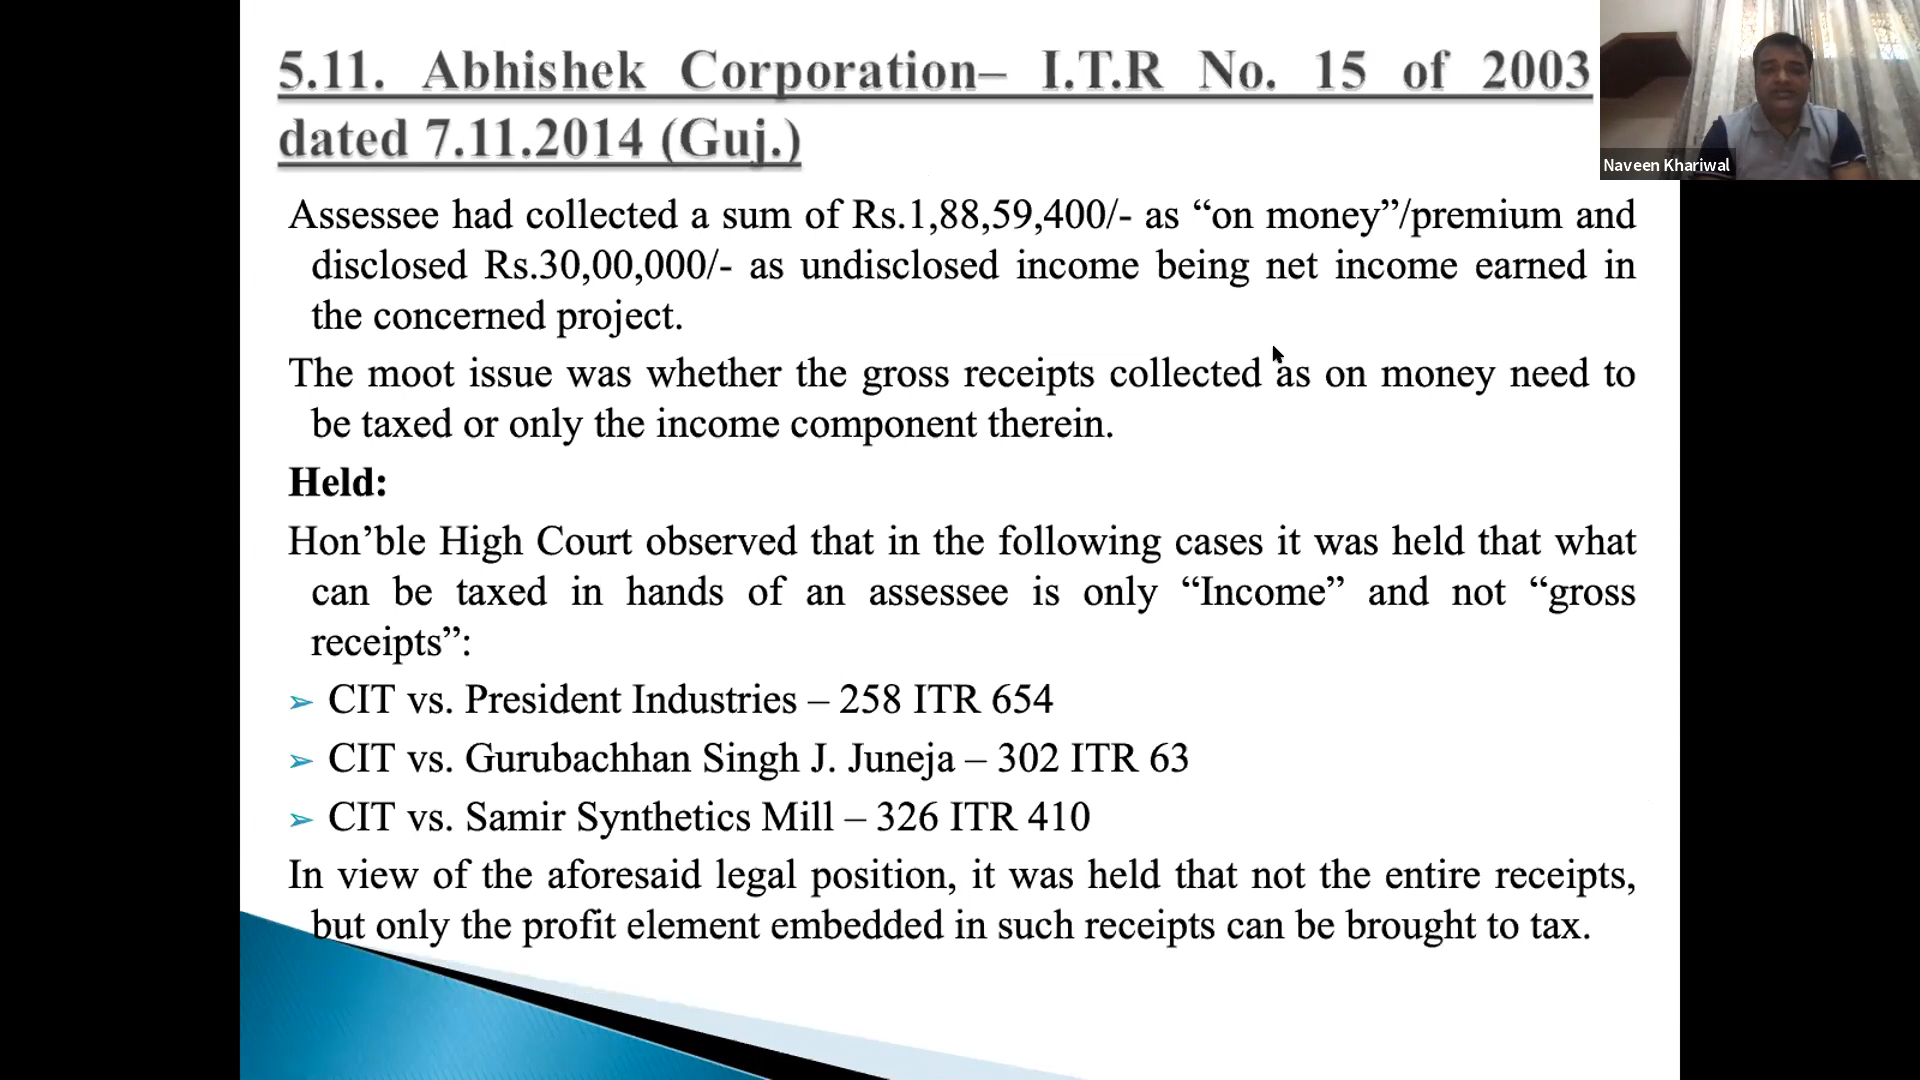 5.11. Abhishek Corporation– I.T.R No. 15 of 2003
dated 7.11.2014 (Guj.)
Naveen Khariwal
Assessee had collected a sum of Rs.1,88,59,400/- as “on money”/premium and
disclosed Rs.30,00,000/- as undisclosed income being net income earned in
the concerned project.
The moot issue was whether the gross receipts collected as on money need to
be taxed or only the income component therein.
Held:
Hon’ble High Court observed that in the following cases it was held that what
can be taxed in hands of an assessee is only “Income” and not “gross
receipts”:
➢ CIT vs. President Industries – 258 ITR 654
➢ CIT vs. Gurubachhan Singh J. Juneja – 302 ITR 63
➢ CIT vs. Samir Synthetics Mill – 326 ITR 410
In view of the aforesaid legal position, it was held that not the entire receipts,
but only the profit element embedded in such receipts can be brought to tax.